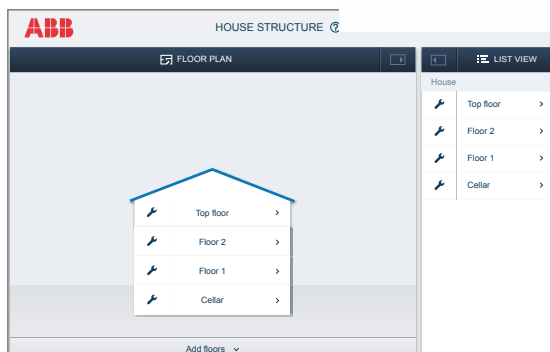 ABB
HOUSE STRUCTURE
FLOOR PLAN
Top floor
Floor 2
Floor 1
Cellar
Add floors
LIST VIEW
House
Top floor
Floor 2
Floor 1
Cellar